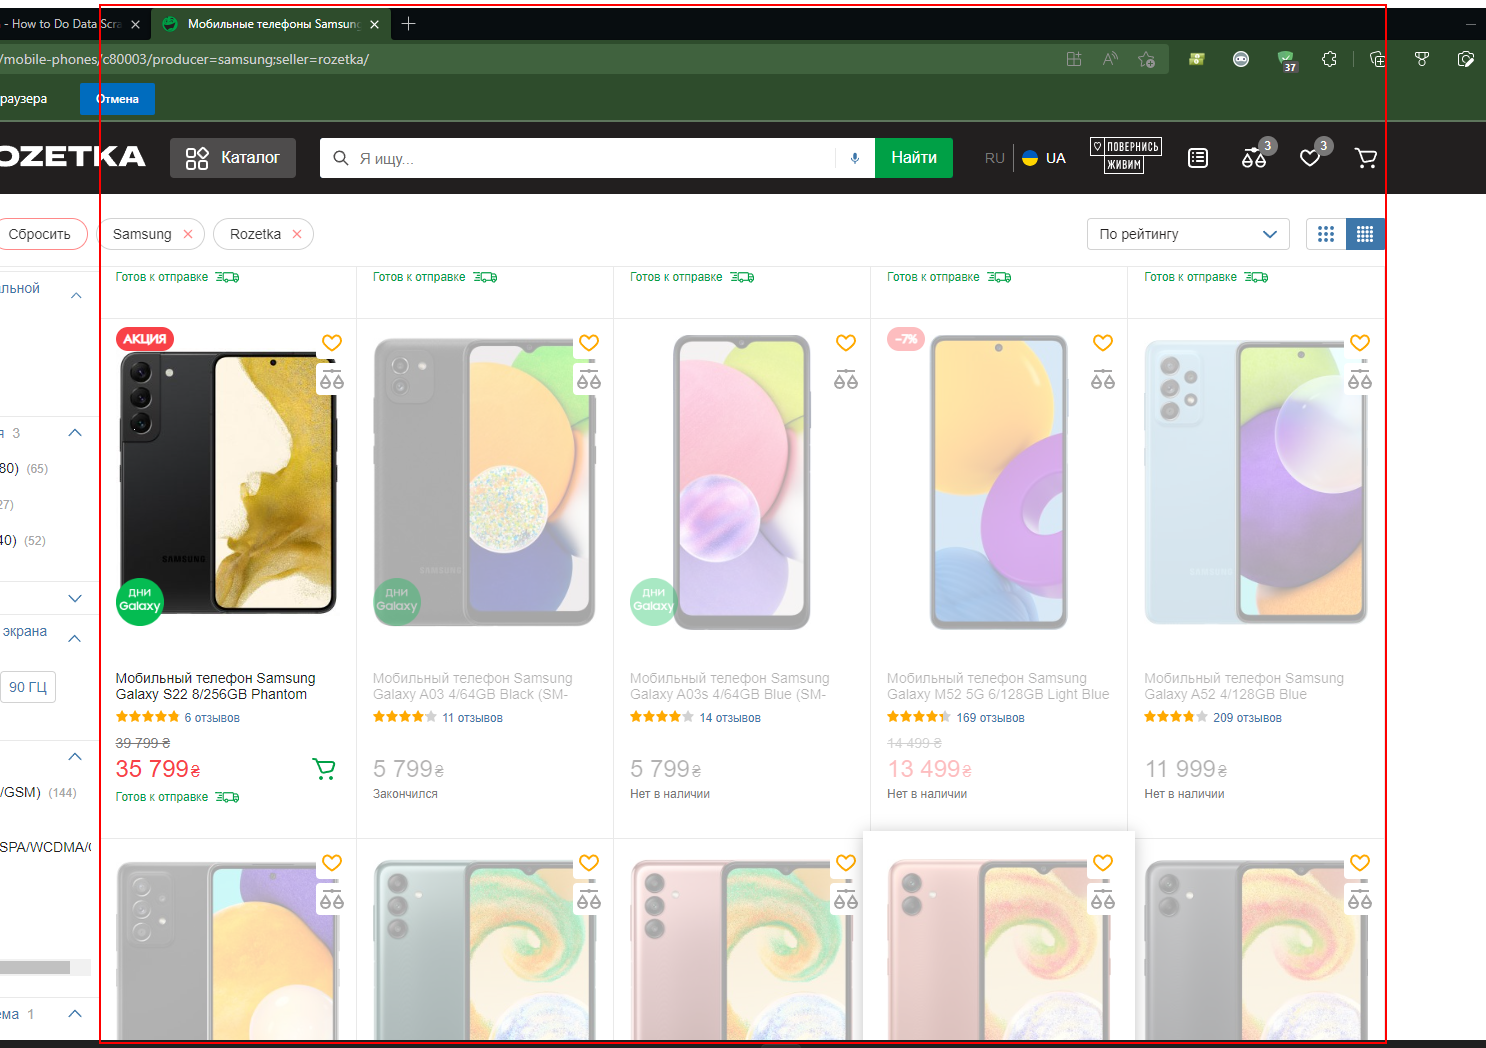 - How to Do Data Scra
Мобильные телефоны Samsung
/mobile-phones/c80003/producer=samsung;seller=rozetka/
37
раузера
Отмена
OZETKA
Каталог
Я ищу...
Найти
RU
UA
ПОВЕРНИСЬ
ЖИВИМ
3
3
Сбросить
Samsung
Rozetka
По рейтингу
льной
я 3
80) (65)
27)
40) (52)
экрана
90 ГЦ
/GSM) (144)
SPA/WCDMA/
ема 1
Готов к отправке
Готов к отправке
Готов к отправке
Готов к отправке
Готов к отправке
АКЦИЯ
SAMSUNG
ДНИ
Galaxy
Мобильный телефон Samsung
Galaxy S22 8/256GB Phantom
6 отзывов
39 799 ₴
35 799 ₴
Готов к отправке
SAMSUNG
ДНИ
Galaxy
Мобильный телефон Samsung
Galaxy A03 4/64GB Black (SM-
11 отзывов
5 799 ₴
Закончился
ДНИ
Galaxy
Мобильный телефон Samsung
Galaxy A03s 4/64GB Blue (SM-
14 отзывов
5 799 ₴
Нет в наличии
-7%
Мобильный телефон Samsung
Galaxy M52 5G 6/128GB Light Blue
169 отзывов
14 499 ₴
13 499 ₴
Нет в наличии
SAMSUNG
Мобильный телефон Samsung
Galaxy A52 4/128GB Blue
209 отзывов
11 999 ₴
Нет в наличии